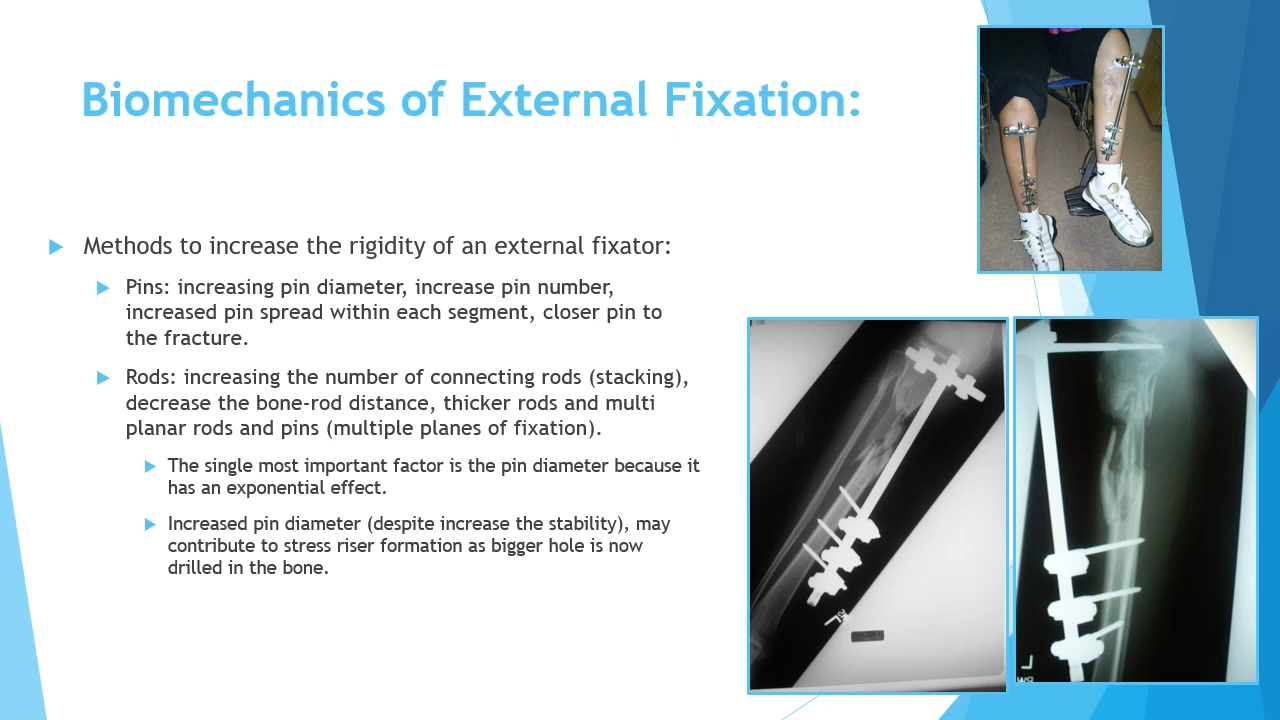 Biomechanics of External Fixation:
Methods to increase the rigidity of an external fixator:
Pins: increasing pin diameter, increase pin number,
increased pin spread within each segment, closer pin to
the fracture.
Rods: increasing the number of connecting rods (stacking),
decrease the bone-rod distance, thicker rods and multi
planar rods and pins (multiple planes of fixation).
The single most important factor is the pin diameter because it
has an exponential effect.
Increased pin diameter (despite increase the stability), may
contribute to stress riser formation as bigger hole is now
drilled in the bone.
L
L